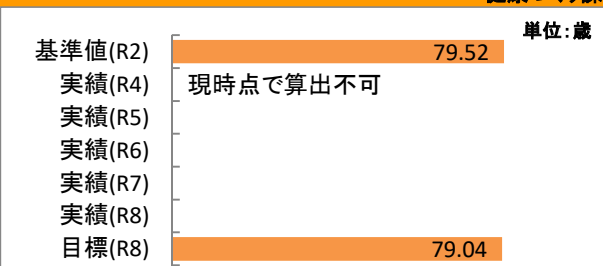 単位:歳
基準値(R2) 79.52
実績(R4) 現時点で算出不可
実績(R5)
実績(R6)
実績(R7)
実績(R8)
目標(R8) 79.04